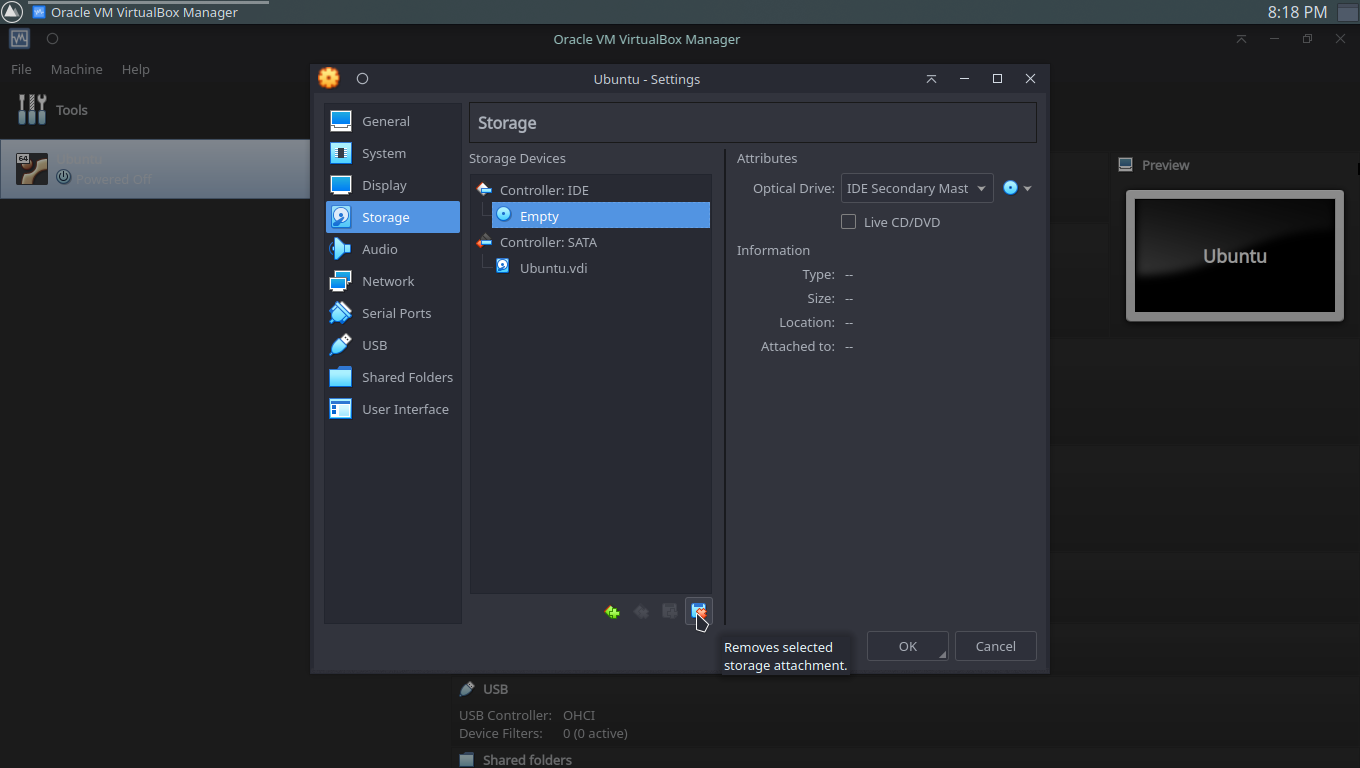 Oracle VM VirtualBox Manager
8:18 PM
Oracle VM VirtualBox Manager
File Machine Help
Tools
64
Ubuntu
Powered Off
Preview
Ubuntu
Ubuntu - Settings
General
System
Display
Storage
Audio
Network
Serial Ports
USB
Shared Folders
User Interface
Storage
Storage Devices
Controller: IDE
Empty
Controller: SATA
Ubuntu.vdi
Attributes
Optical Drive: IDE Secondary Mast
Live CD/DVD
Information
Type: --
Size: --
Location: --
Attached to: --
Removes selected
storage attachment.
OK
Cancel
USB
USB Controller: OHCI
Device Filters: 0 (0 active)
Shared folders